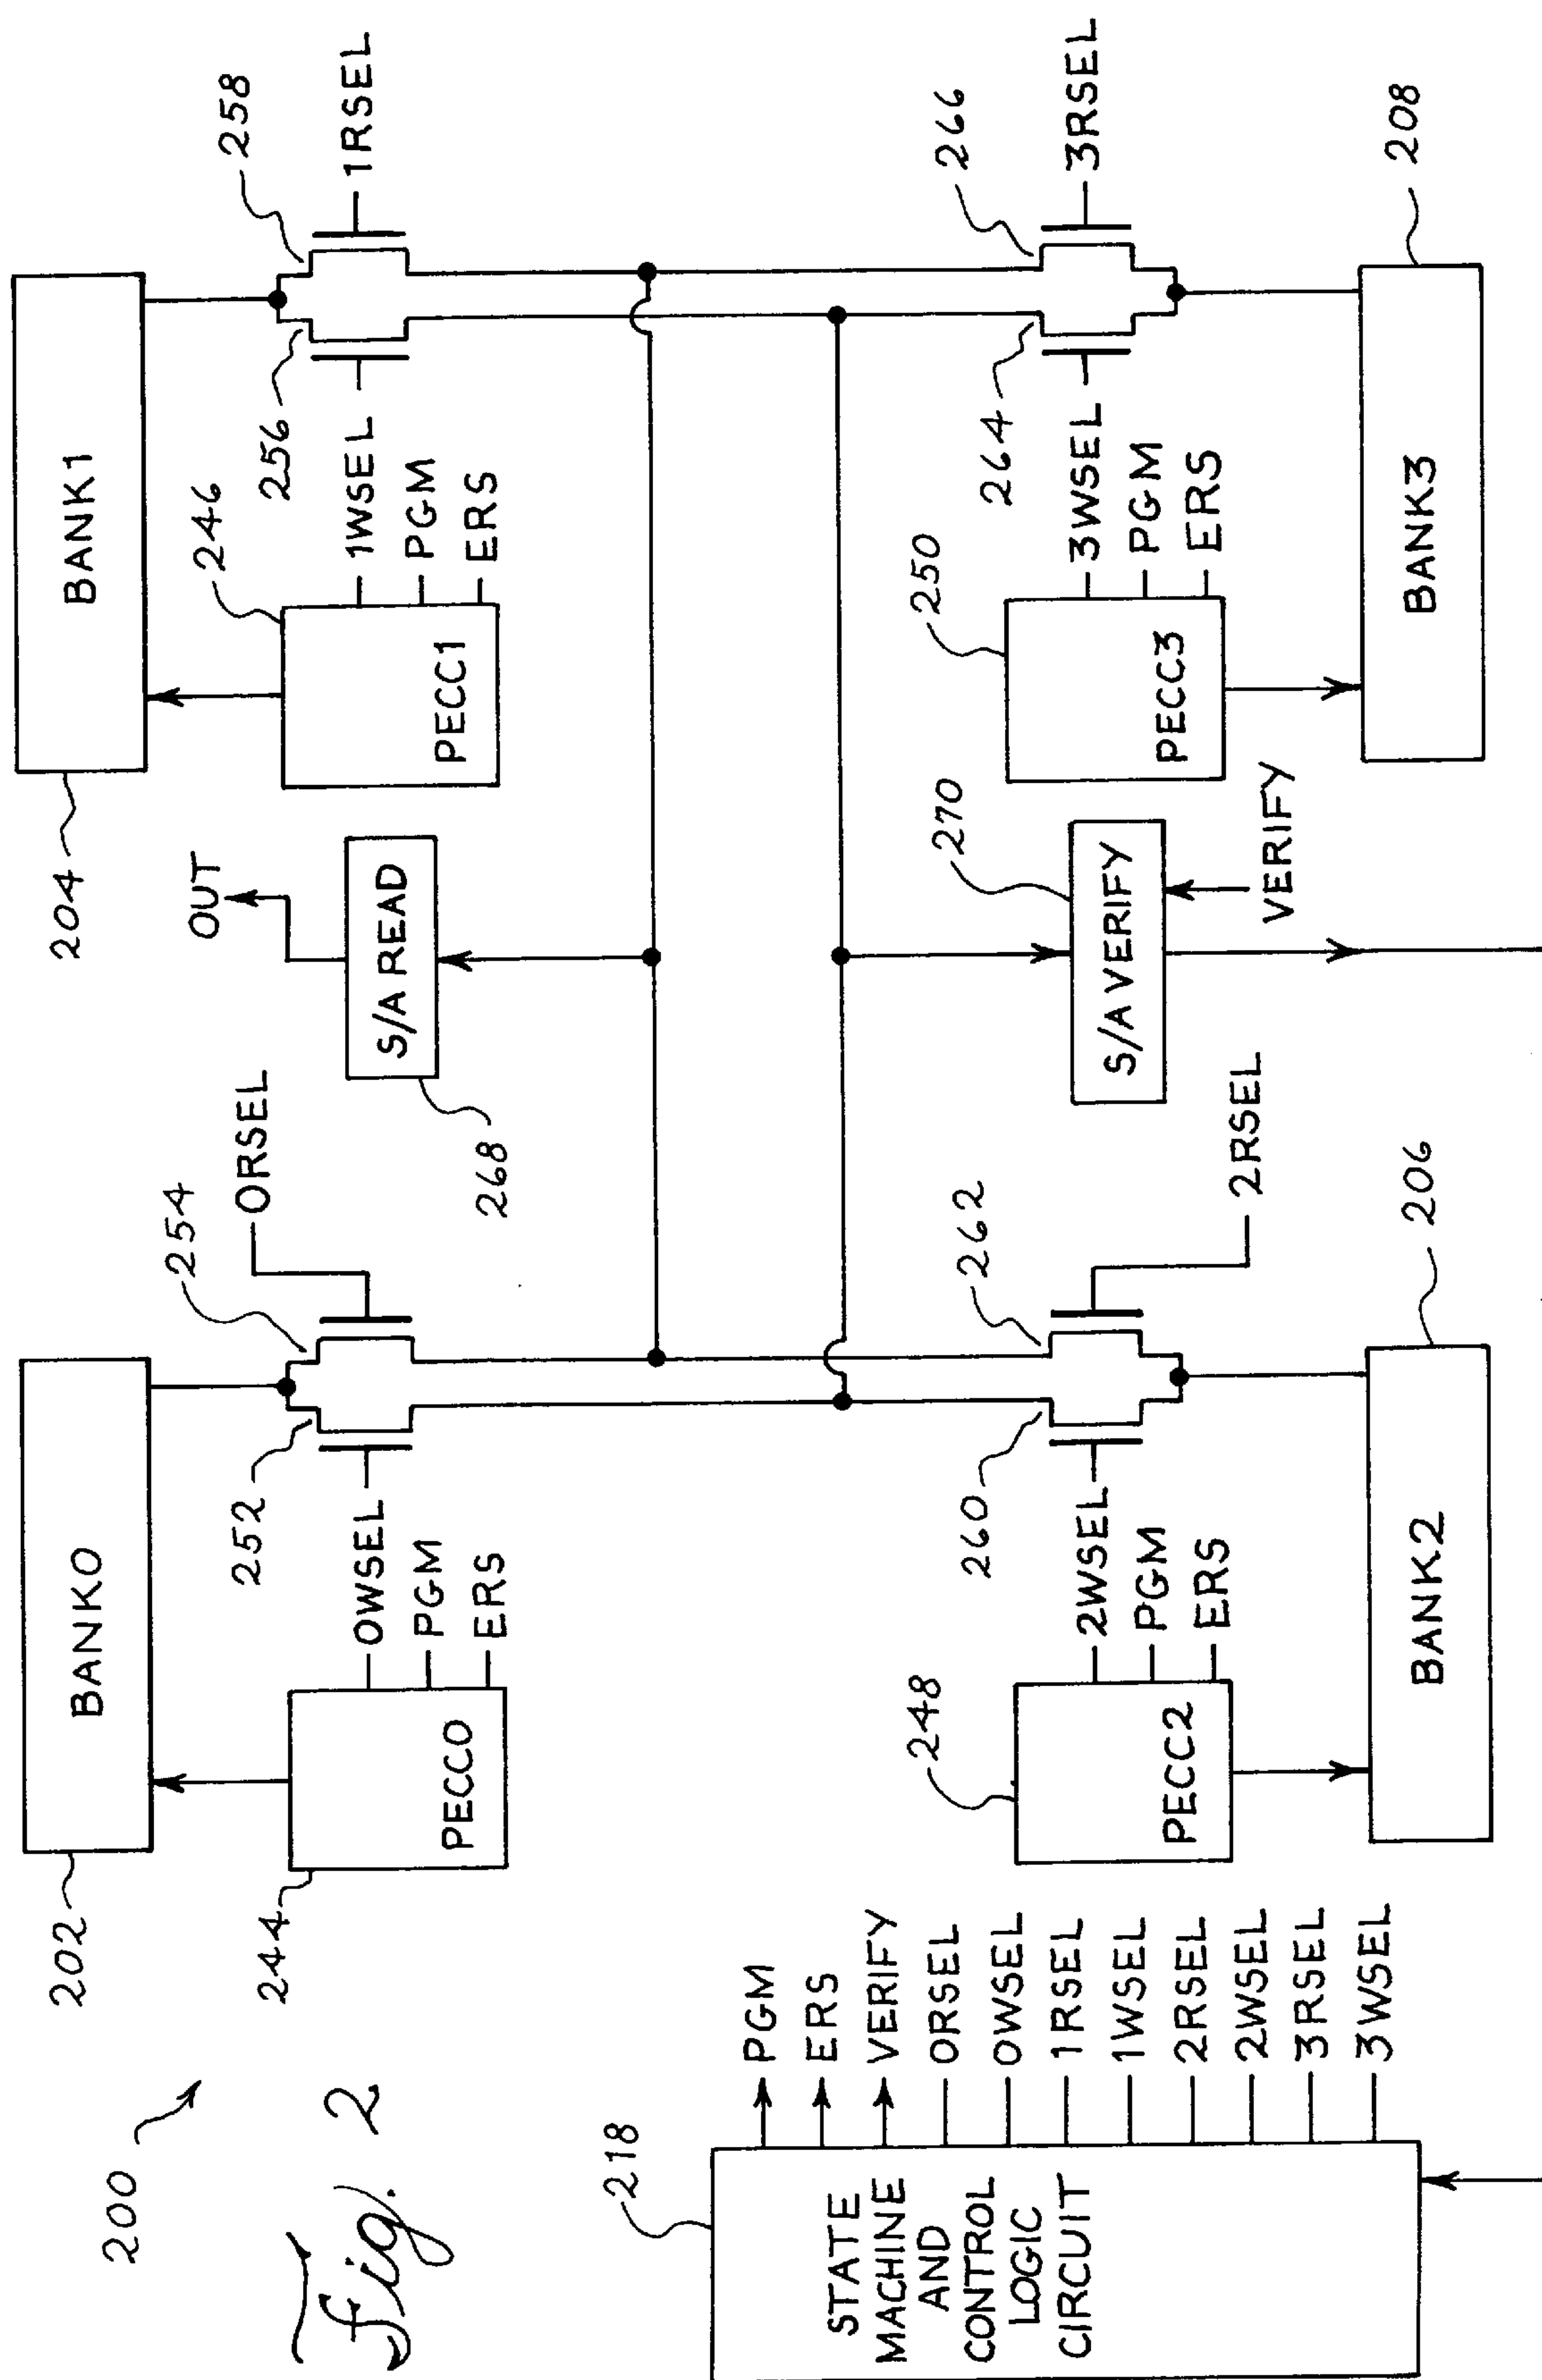 200
Fig. 2
202
BANK0
204
BANK1
244
PECC0
0WSEL
PGM
ERS
252
254
0RSEL
268
S/A READ
OUT
246
PECC1
1WSEL
PGM
ERS
256
258
1RSEL
218
STATE
MACHINE
AND
CONTROL
LOGIC
CIRCUIT
PGM
ERS
VERIFY
0RSEL
0WSEL
1RSEL
1WSEL
2RSEL
2WSEL
3RSEL
3WSEL
248
PECC2
2WSEL
PGM
ERS
260
262
2RSEL
270
S/A VERIFY
VERIFY
250
PECC3
3WSEL
PGM
ERS
264
266
3RSEL
206
BANK2
BANK3
208